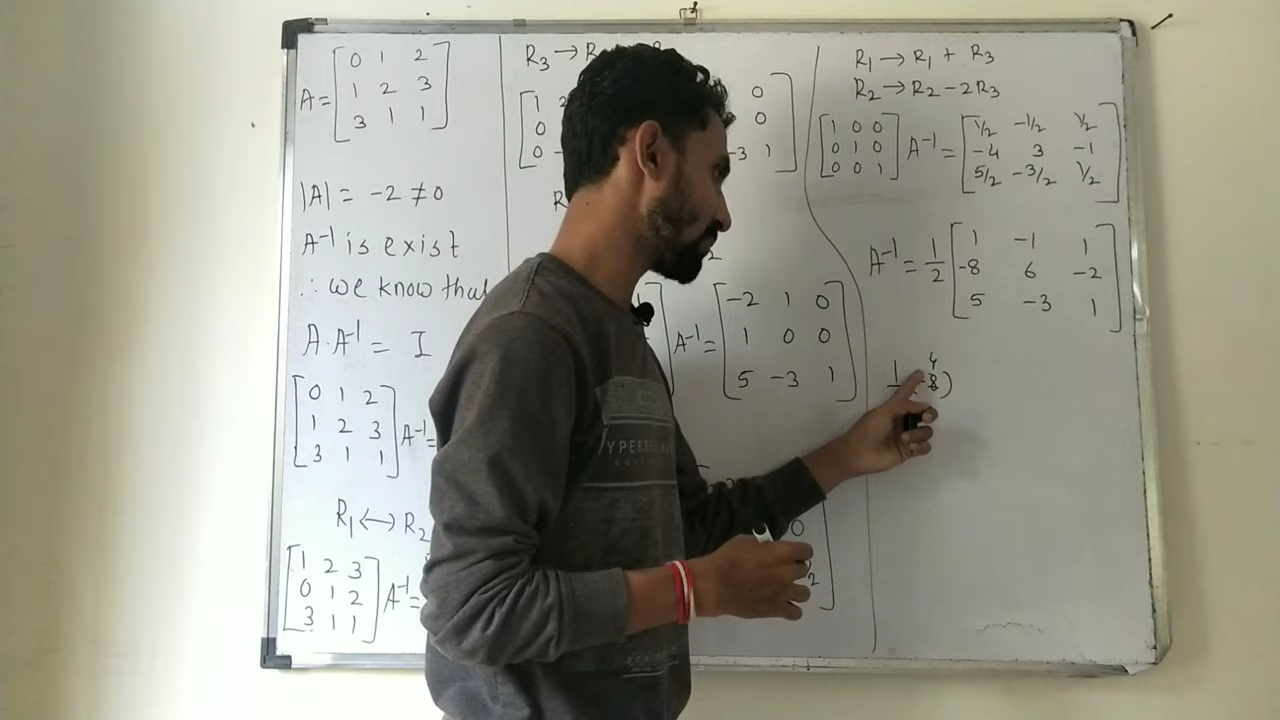 A = [0 1 2
1 2 3
3 1 1]
|A| = -2 ≠ 0
A⁻¹ is exist
∴ we know that
A·A⁻¹ = I
[0 1 2
1 2 3
3 1 1] A⁻¹ =
R₁ ↔ R₂
[1 2 3
0 1 2
3 1 1] A⁻¹ =
R₃ → R
[1
0 0
0 0
-3 1]
R
2
A⁻¹ = [-2 1 0
1 0 0
5 -3 1]
0
2]
R₁ → R₁ + R₃
R₂ → R₂ - 2R₃
[1 0 0
0 1 0
0 0 1] A⁻¹ = [1/2 -1/2 1/2
-4 3 -1
5/2 -3/2 1/2]
A⁻¹ = 1/2 [1 -1 1
-8 6 -2
5 -3 1]
4
1 8)